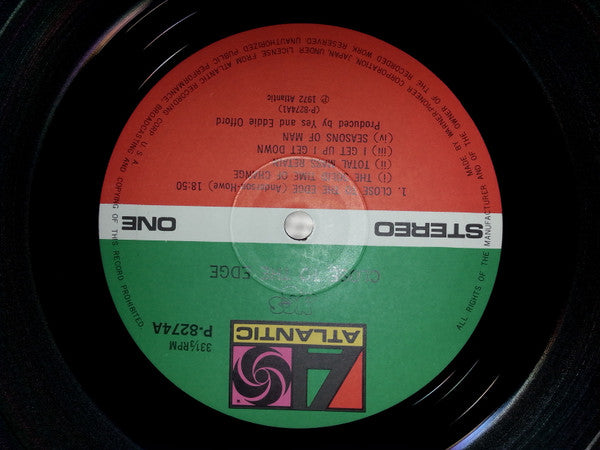 ATLANTIC
33⅓RPM
P-8274A
yes
CLOSE TO THE EDGE
STEREO
ONE
1. CLOSE TO THE EDGE (Anderson-Howe) 18:50
(i) THE SOLID TIME OF CHANGE
(ii) TOTAL MASS RETAIN
(iii) I GET UP I GET DOWN
(iv) SEASONS OF MAN
Produced by Yes and Eddie Offord
(P-8274A1)
℗ 1972 Atlantic
ALL RIGHTS OF THE MANUFACTURER AND OF THE OWNER OF THE RECORDED WORK RESERVED. UNAUTHORIZED PUBLIC PERFORMANCE, BROADCASTING AND COPYING OF THIS RECORD PROHIBITED.
MADE BY WARNER-PIONEER CORPORATION, JAPAN, UNDER LICENSE FROM ATLANTIC RECORDING CORP. U.S.A.